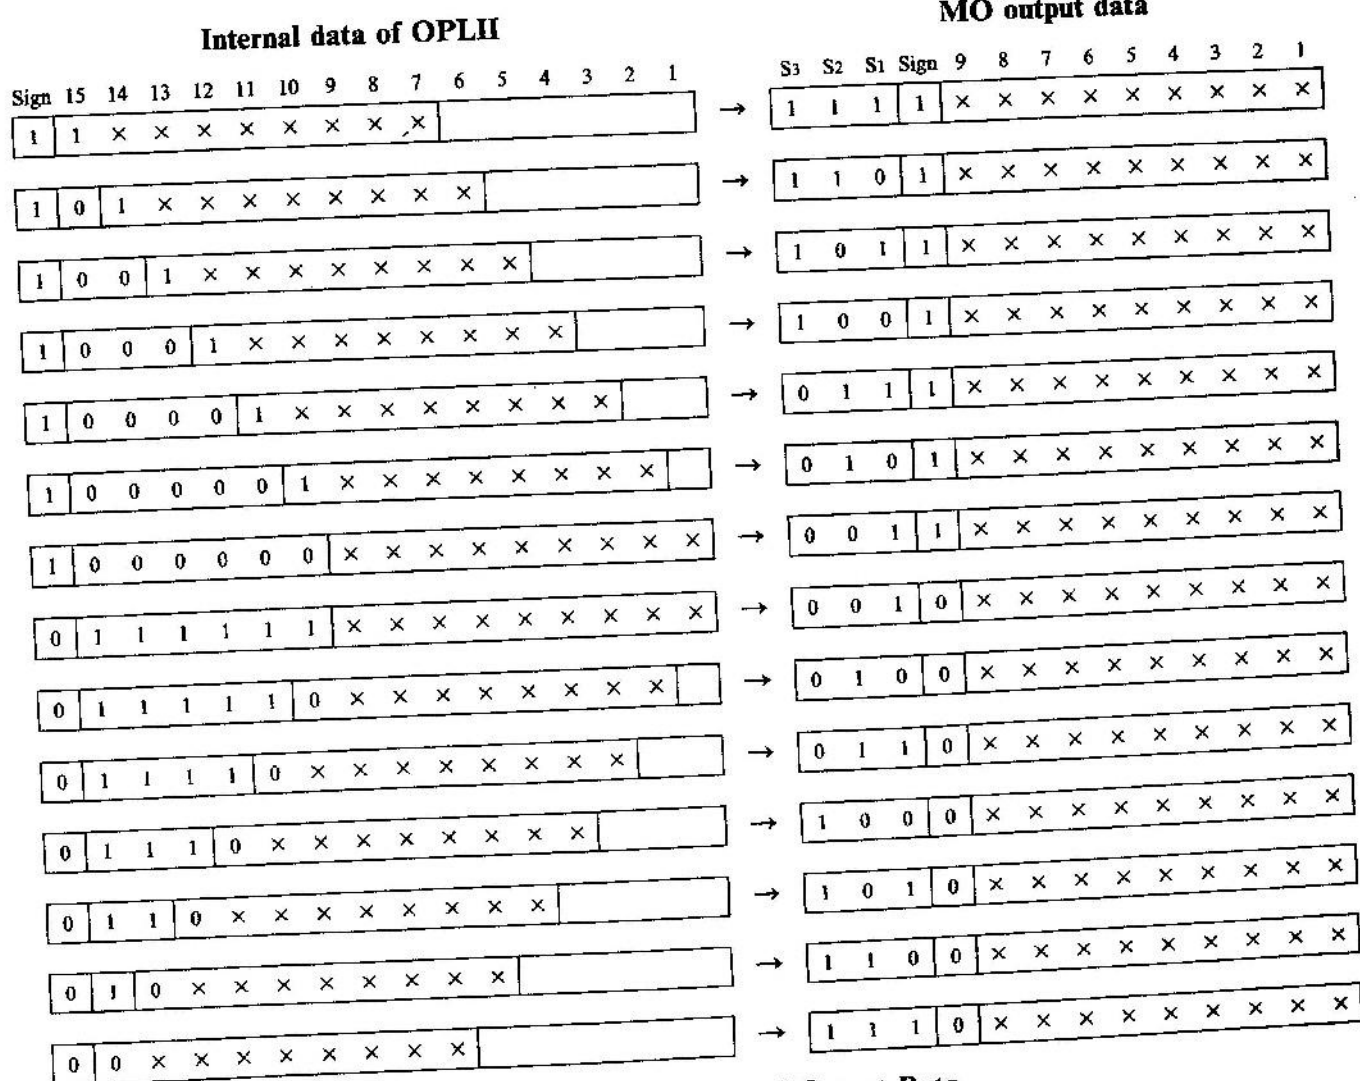 Internal data of OPLII
MO output data
Sign 15 14 13 12 11 10 9 8 7 6 5 4 3 2 1
S3 S2 S1 Sign 9 8 7 6 5 4 3 2 1
1 1 × × × × × × × × → 1 1 1 1 × × × × × × × × ×
1 0 1 × × × × × × × × → 1 1 0 1 × × × × × × × × ×
1 0 0 1 × × × × × × × × → 1 0 1 1 × × × × × × × × ×
1 0 0 0 1 × × × × × × × × → 1 0 0 1 × × × × × × × × ×
1 0 0 0 0 1 × × × × × × × × → 0 1 1 1 × × × × × × × × ×
1 0 0 0 0 0 1 × × × × × × × × → 0 1 0 1 × × × × × × × × ×
1 0 0 0 0 0 0 × × × × × × × × × → 0 0 1 1 × × × × × × × × ×
0 1 1 1 1 1 1 × × × × × × × × × → 0 0 1 0 × × × × × × × × ×
0 1 1 1 1 1 0 × × × × × × × × → 0 1 0 0 × × × × × × × × ×
0 1 1 1 1 0 × × × × × × × × → 0 1 1 0 × × × × × × × × ×
0 1 1 1 0 × × × × × × × × → 1 0 0 0 × × × × × × × × ×
0 1 1 0 × × × × × × × × → 1 0 1 0 × × × × × × × × ×
0 1 0 × × × × × × × × → 1 1 0 0 × × × × × × × × ×
0 0 × × × × × × × × → 1 1 1 0 × × × × × × × × ×